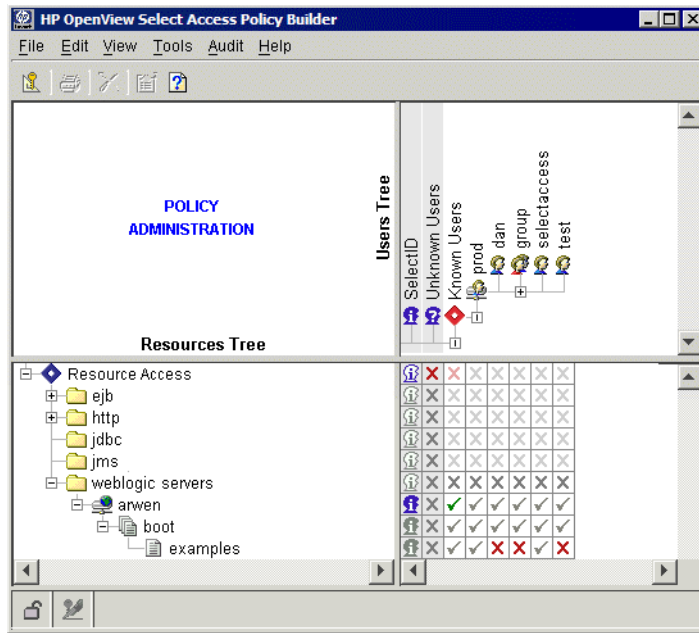 HP OpenView Select Access Policy Builder
File Edit View Tools Audit Help
POLICY
ADMINISTRATION
Users Tree
Resources Tree
SelectID
Unknown Users
Known Users
prod
dan
group
selectaccess
test
Resource Access
ejb
http
jdbc
jms
weblogic servers
arwen
boot
examples